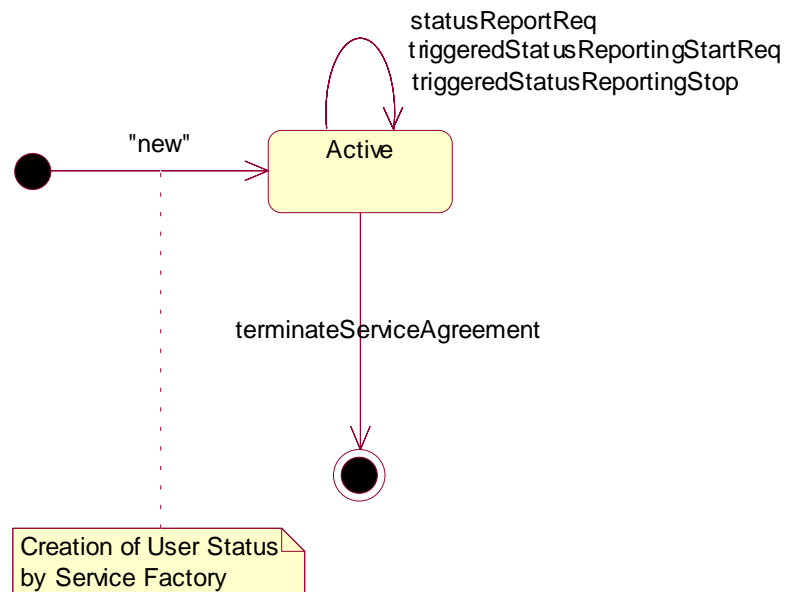 statusReportReq
triggeredStatusReportingStartReq
triggeredStatusReportingStop
"new"
Active
terminateServiceAgreement
Creation of User Status
by Service Factory